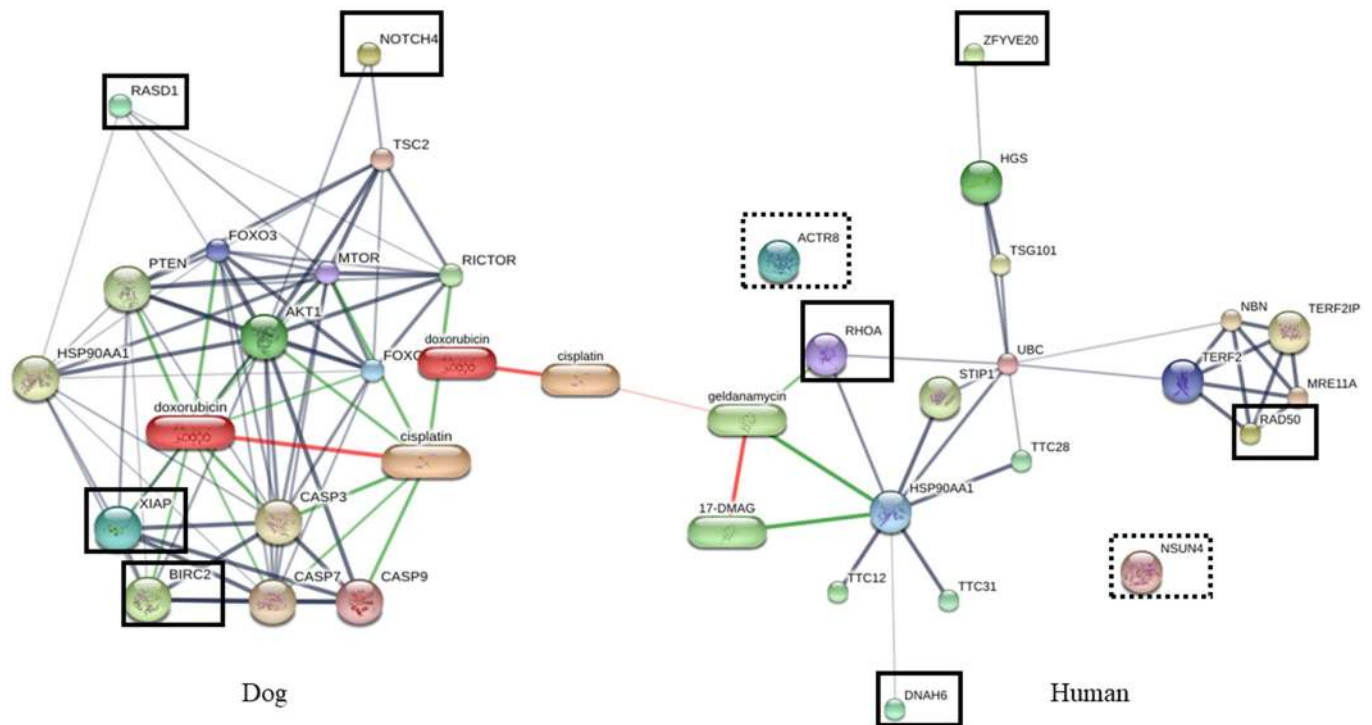 NOTCH4
ZFYVE20
RASD1
TSC2
HGS
FOXO3
ACTR8
TSG101
PTEN
MTOR
RICTOR
NBN
TERF2IP
AKT1
RHOA
HSP90AA1
FOXO
doxorubicin
UBC
TERF2
cisplatin
STIP1
MRE11A
doxorubicin
geldanamycin
RAD50
cisplatin
TTC28
CASP3
HSP90AA1
XIAP
17-DMAG
NSUN4
BIRC2
CASP7
CASP9
TTC12
TTC31
Dog
DNAH6
Human